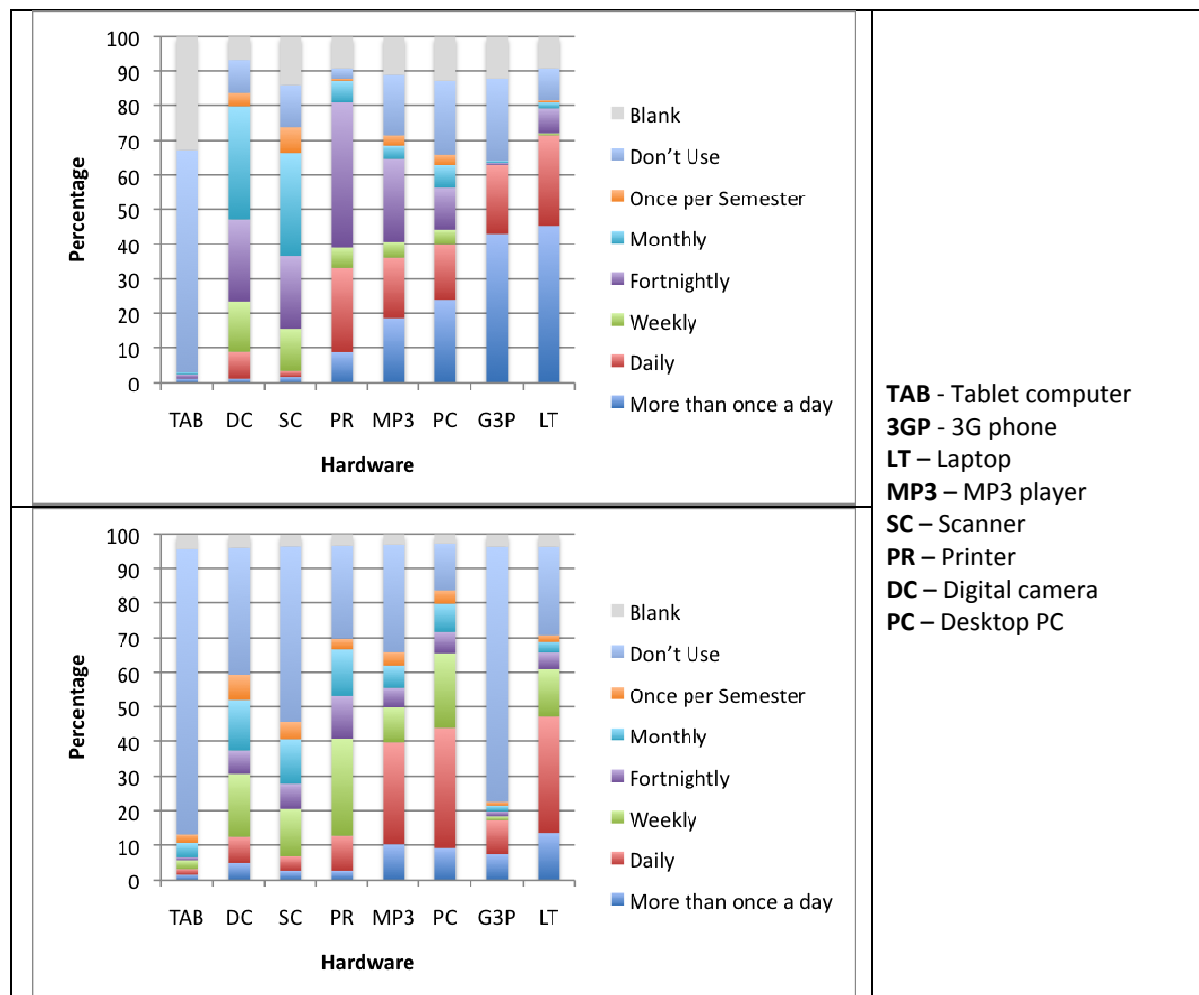 100
90
80
70
60
50
40
30
20
10
0
Percentage
TAB DC SC PR MP3 PC G3P LT
Hardware
Blank
Don't Use
Once per Semester
Monthly
Fortnightly
Weekly
Daily
More than once a day
100
90
80
70
60
50
40
30
20
10
0
Percentage
TAB DC SC PR MP3 PC G3P LT
Hardware
Blank
Don't Use
Once per Semester
Monthly
Fortnightly
Weekly
Daily
More than once a day
TAB - Tablet computer
3GP - 3G phone
LT – Laptop
MP3 – MP3 player
SC – Scanner
PR – Printer
DC – Digital camera
PC – Desktop PC